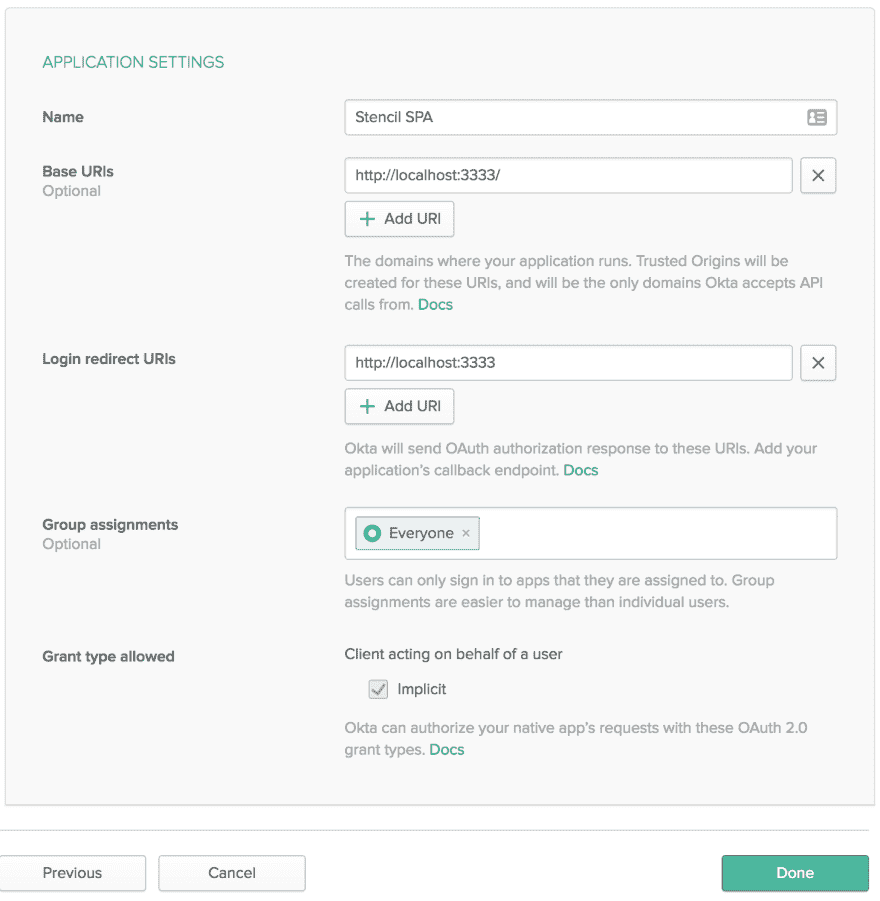 APPLICATION SETTINGS
Name
Stencil SPA
Base URIs
Optional
http://localhost:3333/
Add URI
The domains where your application runs. Trusted Origins will be
created for these URIs, and will be the only domains Okta accepts API
calls from. Docs
Login redirect URIs
http://localhost:3333
Add URI
Okta will send OAuth authorization response to these URIs. Add your
application's callback endpoint. Docs
Group assignments
Optional
Everyone
Users can only sign in to apps that they are assigned to. Group
assignments are easier to manage than individual users.
Grant type allowed
Client acting on behalf of a user
Implicit
Okta can authorize your native app's requests with these OAuth 2.0
grant types. Docs
Previous
Cancel
Done